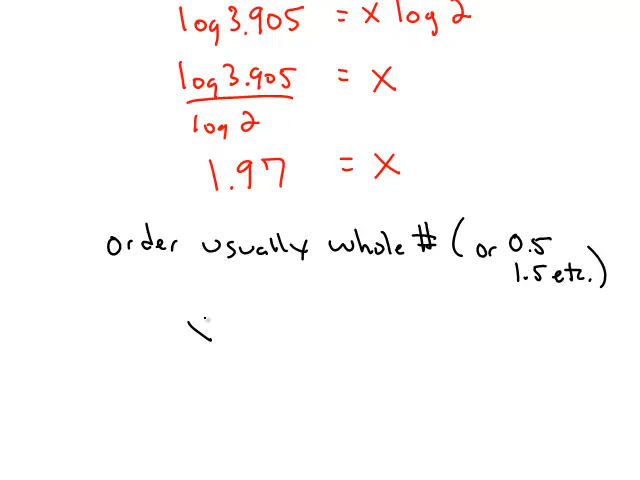 log 3.905 = x log 2
log 3.905 = x
log 2
1.97 = x
order usually whole # (or 0.5
1.5 etc.)